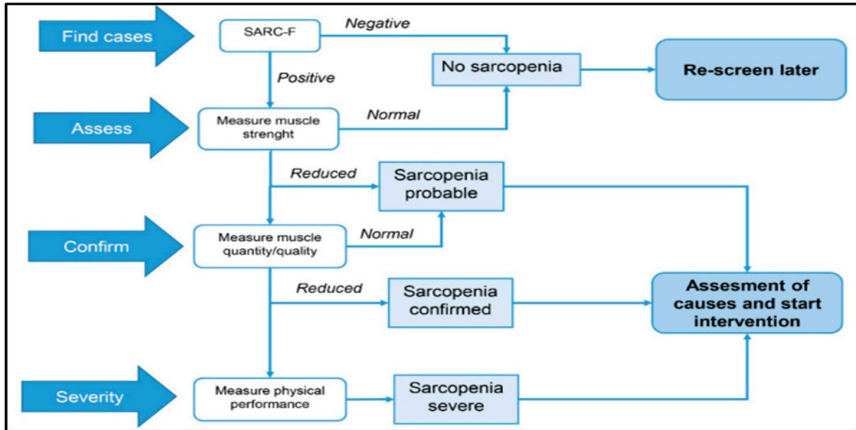 Find cases
SARC-F
Negative
Positive
No sarcopenia
Re-screen later
Assess
Measure muscle
strenght
Normal
Reduced
Sarcopenia
probable
Confirm
Measure muscle
quantity/quality
Normal
Reduced
Sarcopenia
confirmed
Assesment of
causes and start
intervention
Severity
Measure physical
performance
Sarcopenia
severe